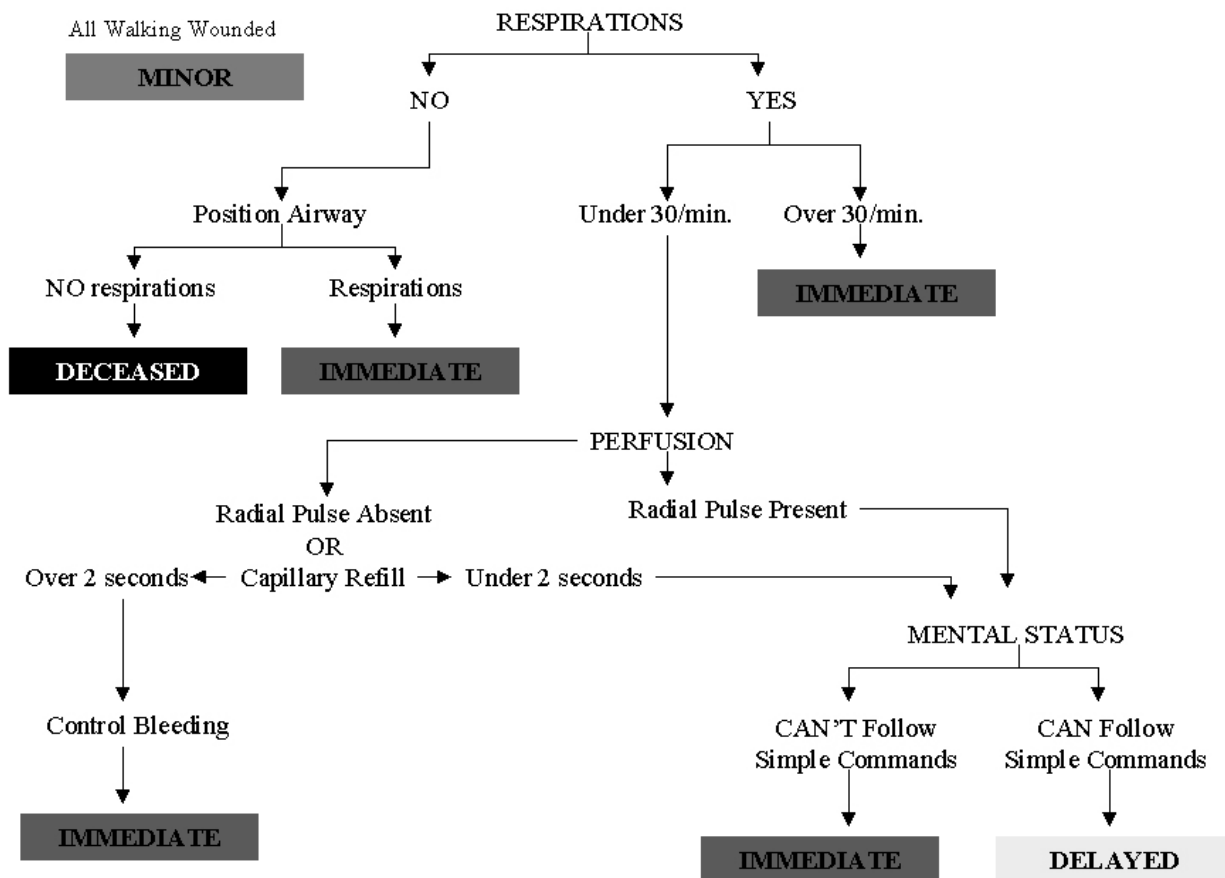 All Walking Wounded
MINOR
RESPIRATIONS
NO
YES
Position Airway
Under 30/min.
Over 30/min.
NO respirations
Respirations
IMMEDIATE
DECEASED
IMMEDIATE
PERFUSION
Radial Pulse Absent
Radial Pulse Present
OR
Over 2 seconds
Capillary Refill
Under 2 seconds
MENTAL STATUS
Control Bleeding
CAN'T Follow
Simple Commands
CAN Follow
Simple Commands
IMMEDIATE
IMMEDIATE
DELAYED